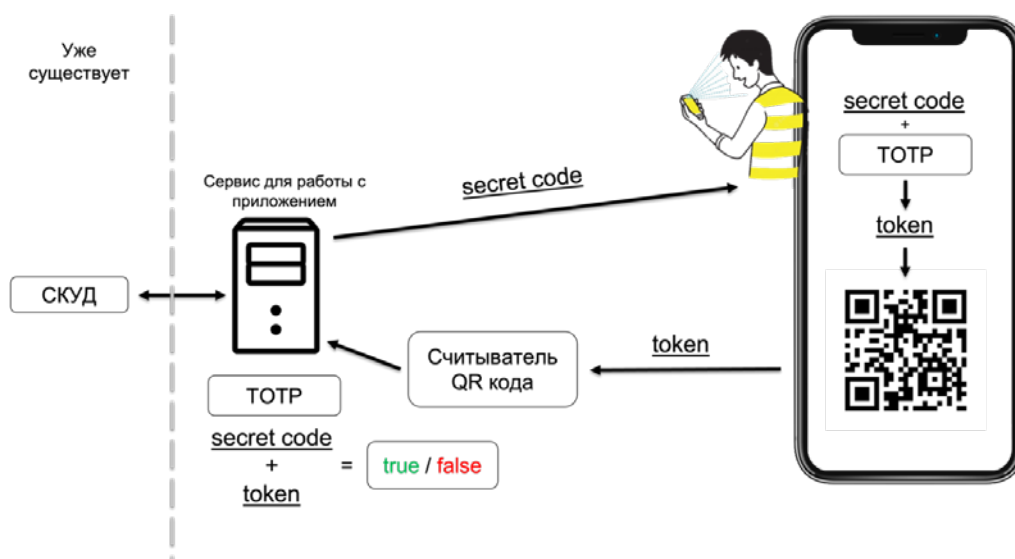 Уже
существует
СКУД
Сервис для работы с
приложением
TOTP
secret code
+
token
=
true / false
secret code
Считыватель
QR кода
token
secret code
+
TOTP
token